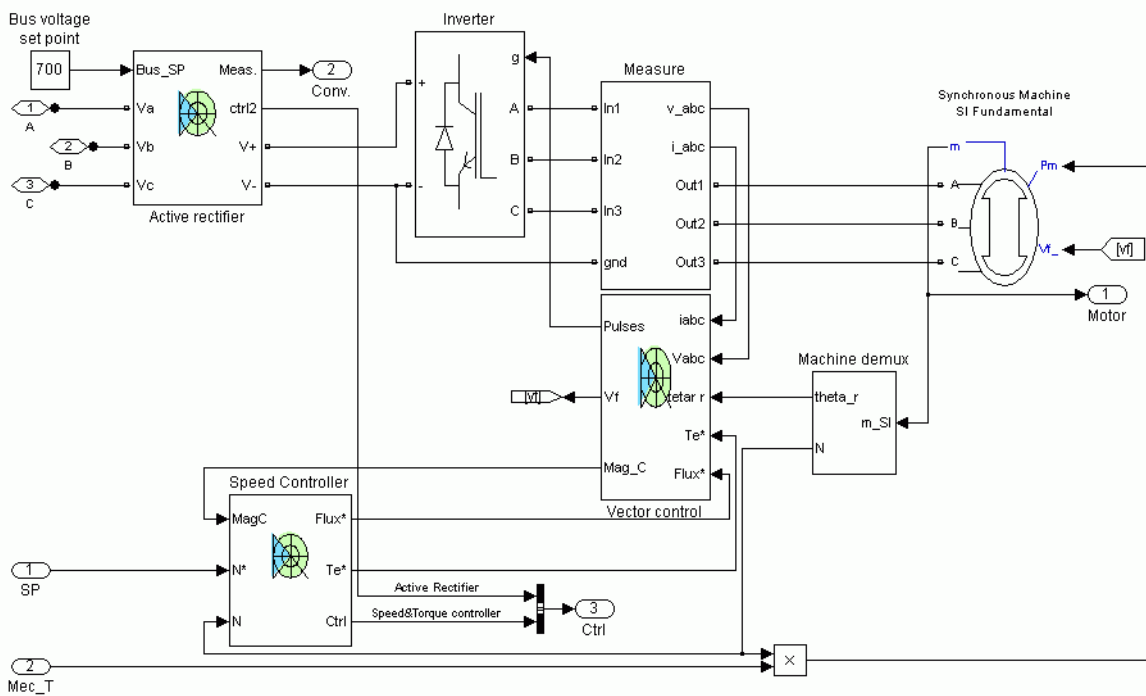 Bus voltage
set point
700
1
A
2
B
3
C
Bus_SP
Va
Vb
Vc
Meas.
ctrl2
V+
V-
Active rectifier
2
Conv.
Inverter
+
-
g
A
B
C
Measure
In1
In2
In3
gnd
v_abc
i_abc
Out1
Out2
Out3
Synchronous Machine
SI Fundamental
m
A
B
C
Pm
Vf_
[Vf]
1
Motor
Pulses
Vf
Mag_C
iabc
Vabc
tetar r
Te*
Flux*
Vector control
[Vf]
Machine demux
theta_r
N
m_SI
Speed Controller
MagC
N*
N
Flux*
Te*
Ctrl
1
SP
2
Mec_T
Active Rectifier
Speed&Torque controller
3
Ctrl
×